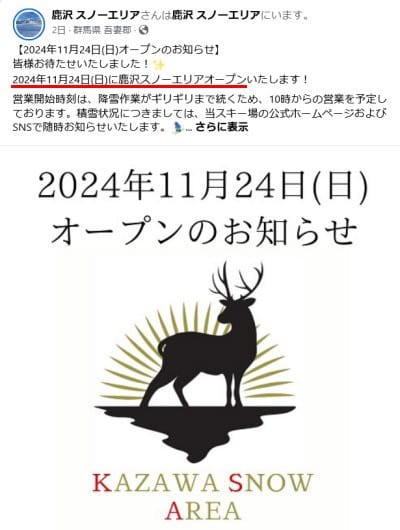 鹿沢 スノーエリアさんは鹿沢 スノーエリアにいます。
2日・群馬県 吾妻郡・
【2024年11月24日(日)オープンのお知らせ】
皆様お待たせいたしました！✨
2024年11月24日(日)に鹿沢スノーエリアオープンいたします！
営業開始時刻は、降雪作業がギリギリまで続くため、10時からの営業を予定し
ております。積雪状況につきましては、当スキー場の公式ホームページおよび
SNSで随時お知らせいたします。🏂... さらに表示
2024年11月24日(日)
オープンのお知らせ
KAZAWA SNOW
AREA